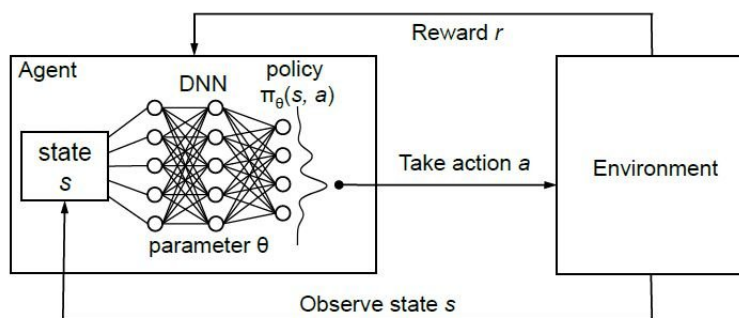 Reward r
Agent
DNN
policy
πθ(s, a)
state
s
Take action a
Environment
parameter θ
Observe state s